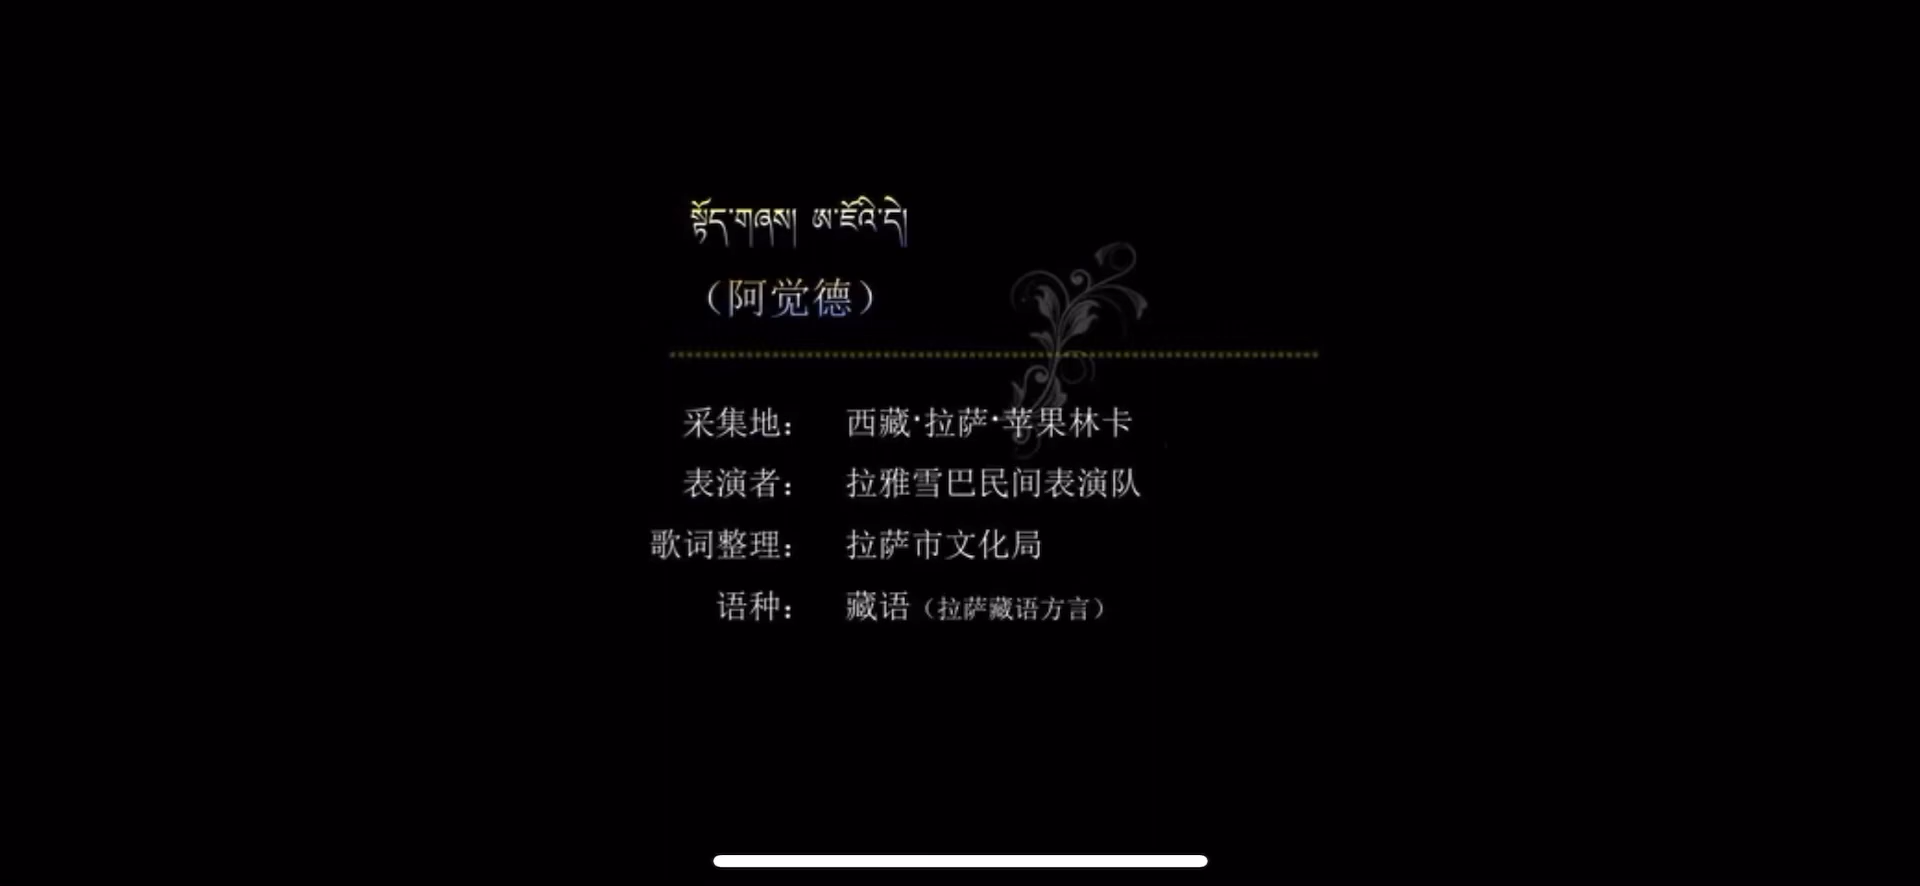 སྟོད་གཞས། ཨ་ཇོའི་དེ།
（阿觉德）
采集地： 西藏·拉萨·苹果林卡
表演者： 拉雅雪巴民间表演队
歌词整理： 拉萨市文化局
语种： 藏语（拉萨藏语方言）